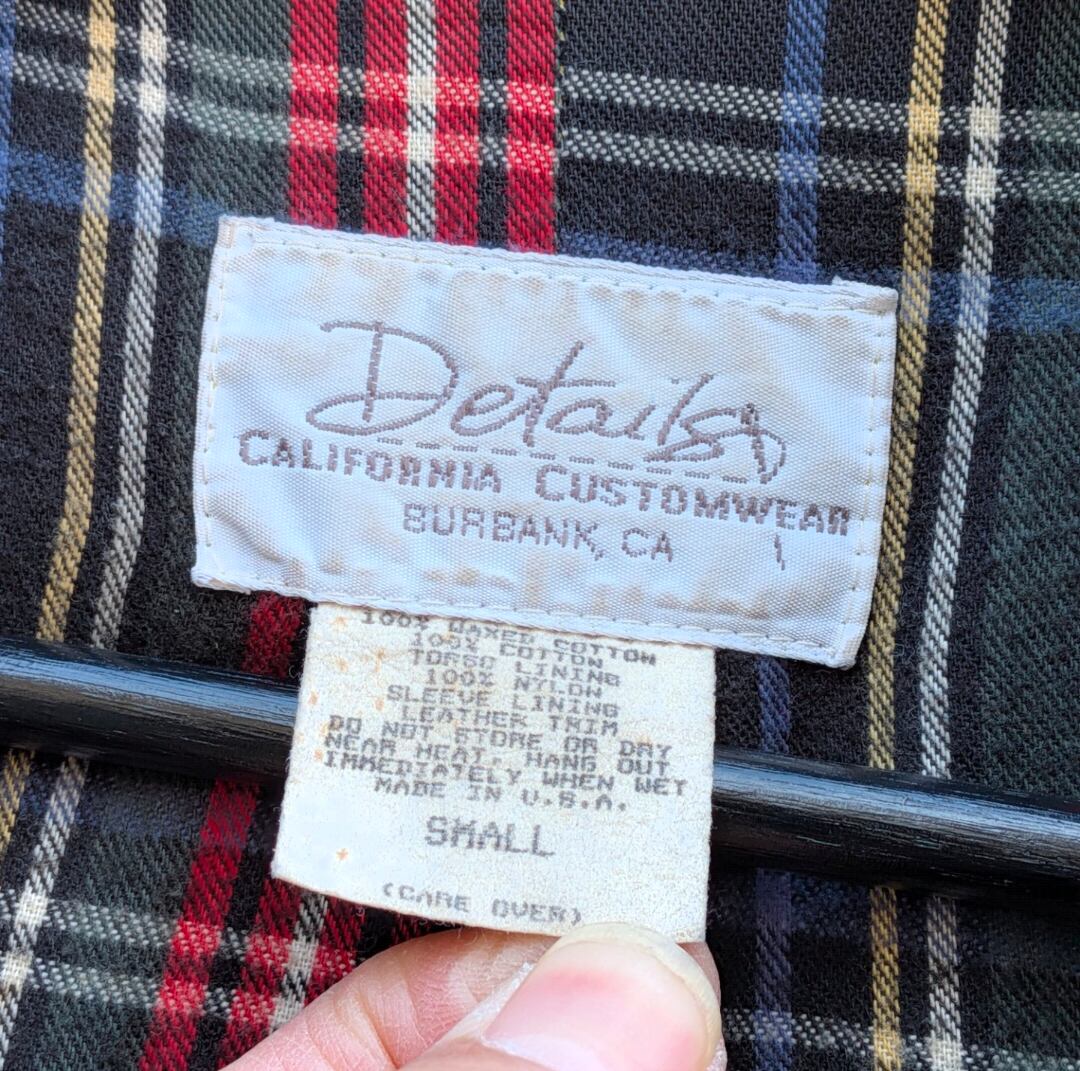 Details
CALIFORNIA CUSTOMWEAR
BURBANK, CA
100% WAXED COTTON
100% COTTON
TORSO LINING
100% NYLON
SLEEVE LINING
LEATHER TRIM
DO NOT STORE OR DRY
NEAR HEAT. HANG OUT
IMMEDIATELY WHEN WET
MADE IN U.S.A.
SMALL
(CARE OVER)